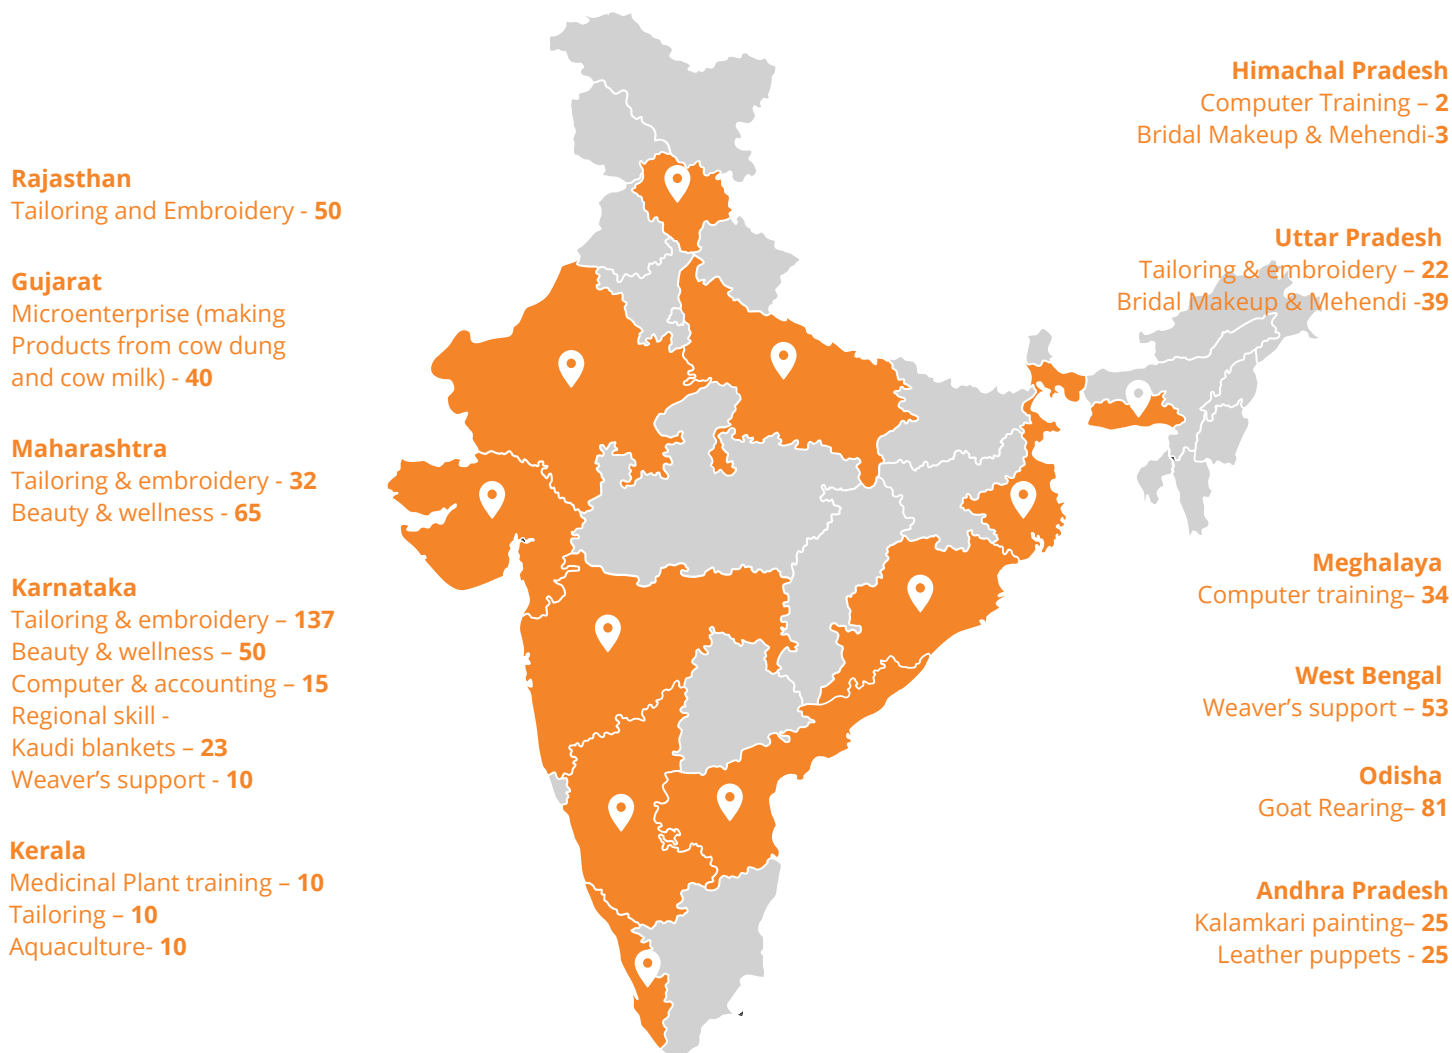 Rajasthan
Tailoring and Embroidery - 50
Gujarat
Microenterprise (making
Products from cow dung
and cow milk) - 40
Maharashtra
Tailoring & embroidery - 32
Beauty & wellness - 65
Karnataka
Tailoring & embroidery – 137
Beauty & wellness – 50
Computer & accounting – 15
Regional skill -
Kaudi blankets – 23
Weaver’s support - 10
Kerala
Medicinal Plant training – 10
Tailoring – 10
Aquaculture- 10
Himachal Pradesh
Computer Training – 2
Bridal Makeup & Mehendi-3
Uttar Pradesh
Tailoring & embroidery – 22
Bridal Makeup & Mehendi -39
Meghalaya
Computer training– 34
West Bengal
Weaver’s support – 53
Odisha
Goat Rearing– 81
Andhra Pradesh
Kalamkari painting– 25
Leather puppets - 25